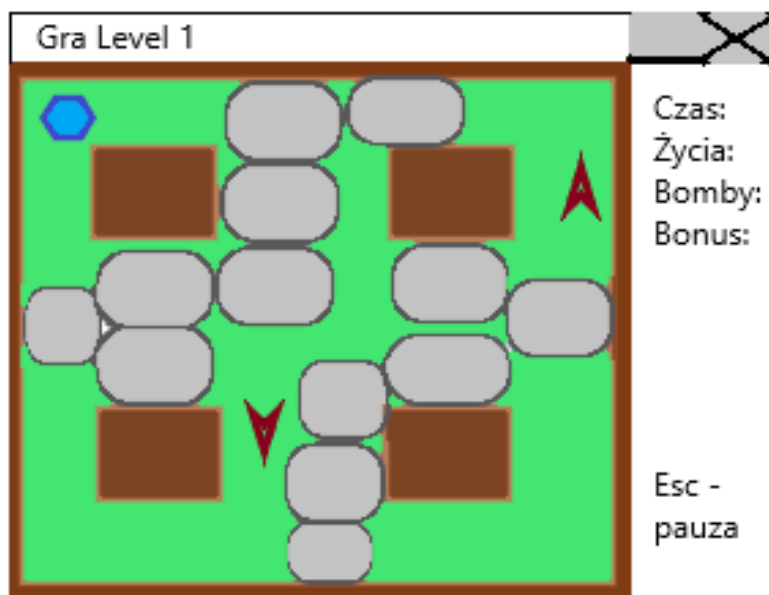 Gra Level 1
Czas:
Życia:
Bomby:
Bonus:
Esc -
pauza